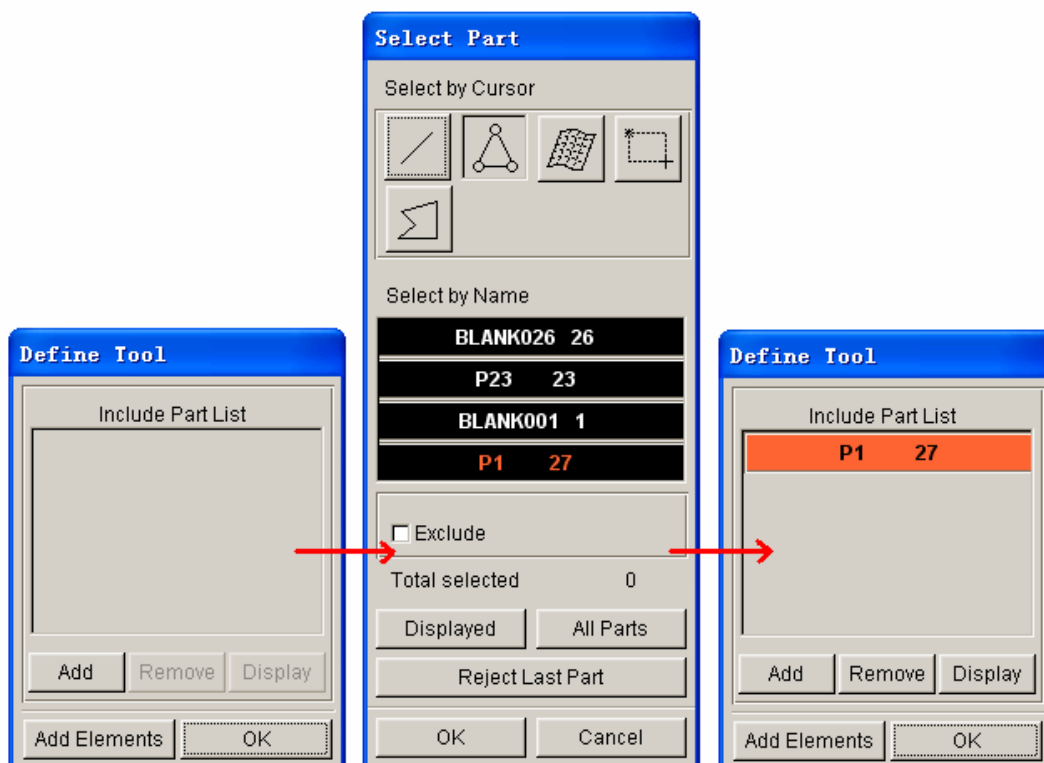 Define Tool
Include Part List
Add Remove Display
Add Elements OK
Select Part
Select by Cursor
Select by Name
BLANK026 26
P23 23
BLANK001 1
P1 27
Exclude
Total selected 0
Displayed All Parts
Reject Last Part
OK Cancel
Define Tool
Include Part List
P1 27
Add Remove Display
Add Elements OK